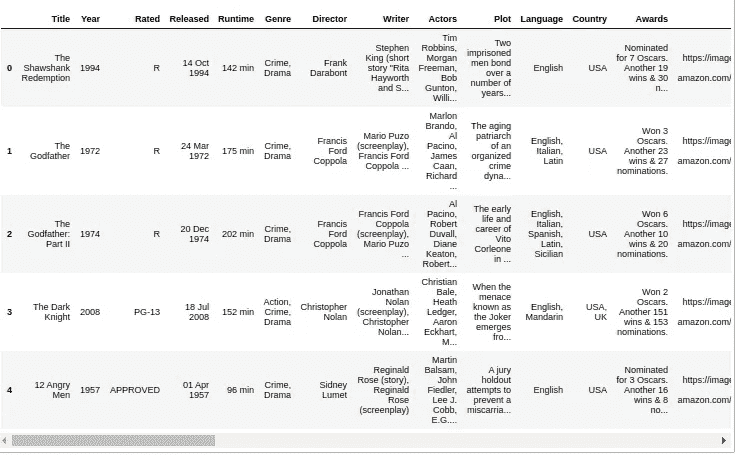 Title Year Rated Released Runtime Genre Director Writer Actors Plot Language Country Awards
0 The Shawshank Redemption 1994 R 14 Oct 1994 142 min Crime, Drama Frank Darabont Stephen King (short story "Rita Hayworth and S... Tim Robbins, Morgan Freeman, Bob Gunton, Willi... Two imprisoned men bond over a number of years... English USA Nominated for 7 Oscars. Another 19 wins & 30 n... https://image amazon.com/
1 The Godfather 1972 R 24 Mar 1972 175 min Crime, Drama Francis Ford Coppola Mario Puzo (screenplay), Francis Ford Coppola ... Marlon Brando, Al Pacino, James Caan, Richard ... The aging patriarch of an organized crime dyna... English, Italian, Latin USA Won 3 Oscars. Another 23 wins & 27 nominations. https://image amazon.com/
2 The Godfather: Part II 1974 R 20 Dec 1974 202 min Crime, Drama Francis Ford Coppola Francis Ford Coppola (screenplay), Mario Puzo ... Al Pacino, Robert Duvall, Diane Keaton, Robert... The early life and career of Vito Corleone in ... English, Italian, Spanish, Latin, Sicilian USA Won 6 Oscars. Another 10 wins & 20 nominations. https://image amazon.com/
3 The Dark Knight 2008 PG-13 18 Jul 2008 152 min Action, Crime, Drama Christopher Nolan Jonathan Nolan (screenplay), Christopher Nolan... Christian Bale, Heath Ledger, Aaron Eckhart, M... When the menace known as the Joker emerges fro... English, Mandarin USA, UK Won 2 Oscars. Another 151 wins & 153 nominations. https://image amazon.com/
4 12 Angry Men 1957 APPROVED 01 Apr 1957 96 min Crime, Drama Sidney Lumet Reginald Rose (story), Reginald Rose (screenplay) Martin Balsam, John Fiedler, Lee J. Cobb, E.G.... A jury holdout attempts to prevent a miscarria... English USA Nominated for 3 Oscars. Another 16 wins & 8 no... https://image amazon.com/